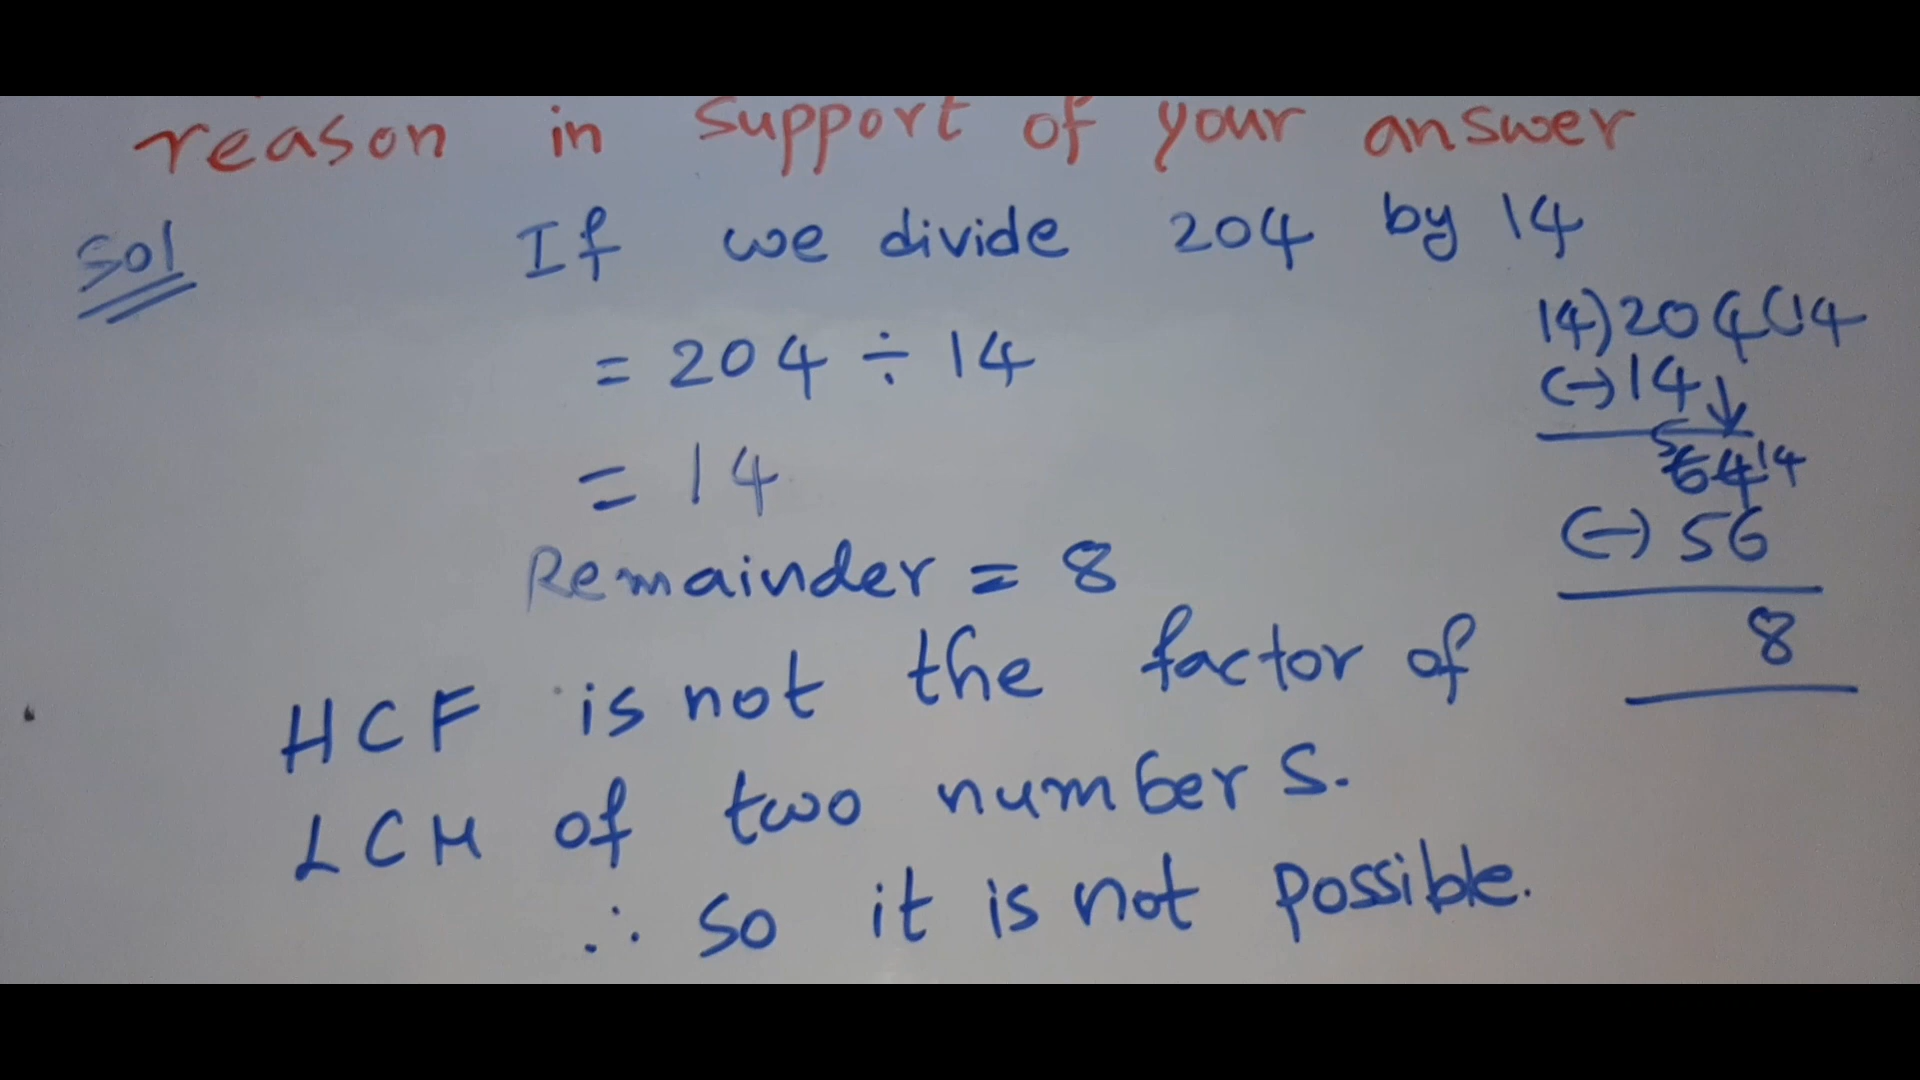 reason in support of your answer
Sol If we divide 204 by 14
= 204 ÷ 14
= 14
Remainder = 8
HCF is not the factor of
LCM of two numbers.
∴ So it is not possible.
14)204(14
(-)14↓
5 64 14
(-) 56
8